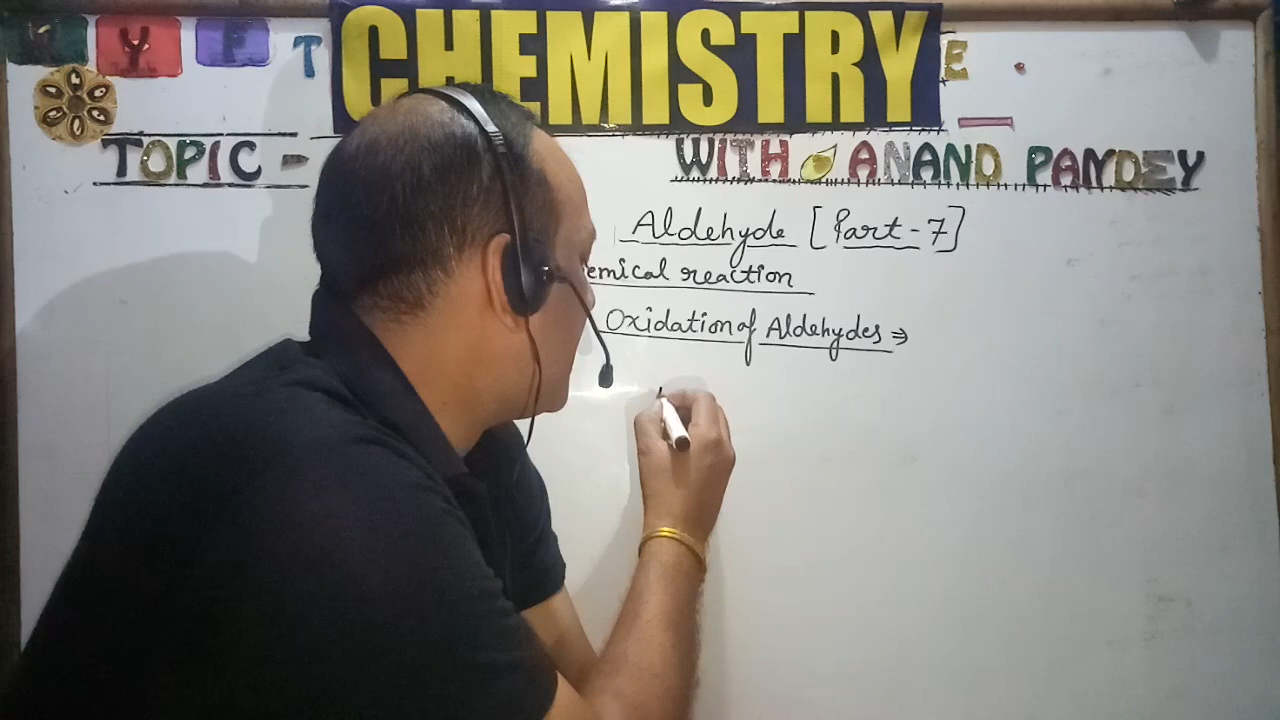 CHEMISTRY
TOPIC - WITH ANAND PANDEY
Aldehyde [Part-7]
emical reaction
Oxidation of Aldehydes ⇒